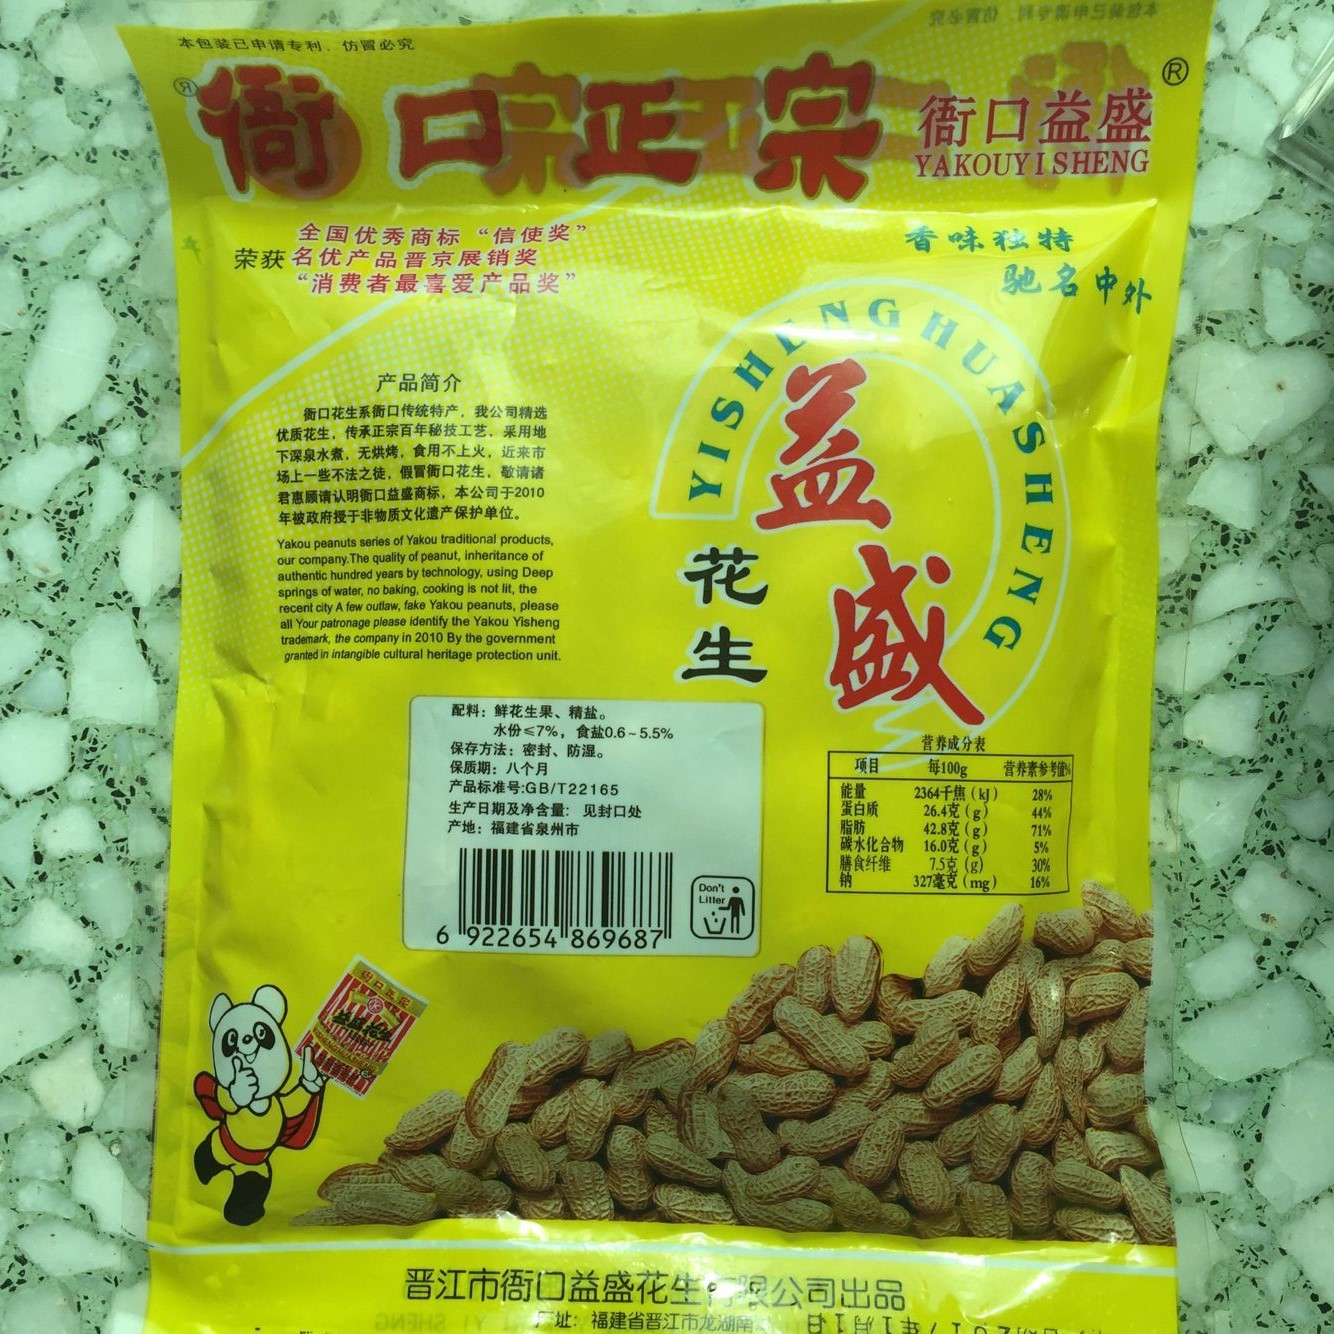 本包装已申请专利、仿冒必究
衙口正宗
®
衙口益盛
YAKOUYISHENG
荣获
全国优秀商标“信使奖”
名优产品晋京展销奖
“消费者最喜爱产品奖”
香味独特
驰名中外
YISHENGHUASHENG
益盛
花生
产品简介
衙口花生系衙口传统特产，我公司精选
优质花生，传承正宗百年秘技工艺，采用地
下深泉水煮，无烘烤，食用不上火，近来市
场上一些不法之徒，假冒衙口花生，敬请诸
君惠顾请认明衙口益盛商标，本公司于2010
年被政府授于非物质文化遗产保护单位。
Yakou peanuts series of Yakou traditional products,
our company.The quality of peanut, inheritance of
authentic hundred years by technology, using Deep
springs of water, no baking, cooking is not lit, the
recent city A few outlaw, fake Yakou peanuts, please
all Your patronage please identify the Yakou Yisheng
trademark, the company in 2010 By the government
granted in intangible cultural heritage protection unit.
配料：鲜花生果、精盐。
水份≤7%，食盐0.6~5.5%
保存方法：密封、防湿。
保质期：八个月
产品标准号:GB/T22165
生产日期及净含量：见封口处
产地：福建省泉州市
6 922654 869687
Don't
Litter
营养成分表
项目 每100g 营养素参考值%
能量 2364千焦（kJ） 28%
蛋白质 26.4克（g） 44%
脂肪 42.8克（g） 71%
碳水化合物 16.0克（g） 5%
膳食纤维 7.5克（g） 30%
钠 327毫克（mg） 16%
衙口正宗
晋江市衙口益盛花生有限公司出品
厂址：福建省晋江市龙湖南